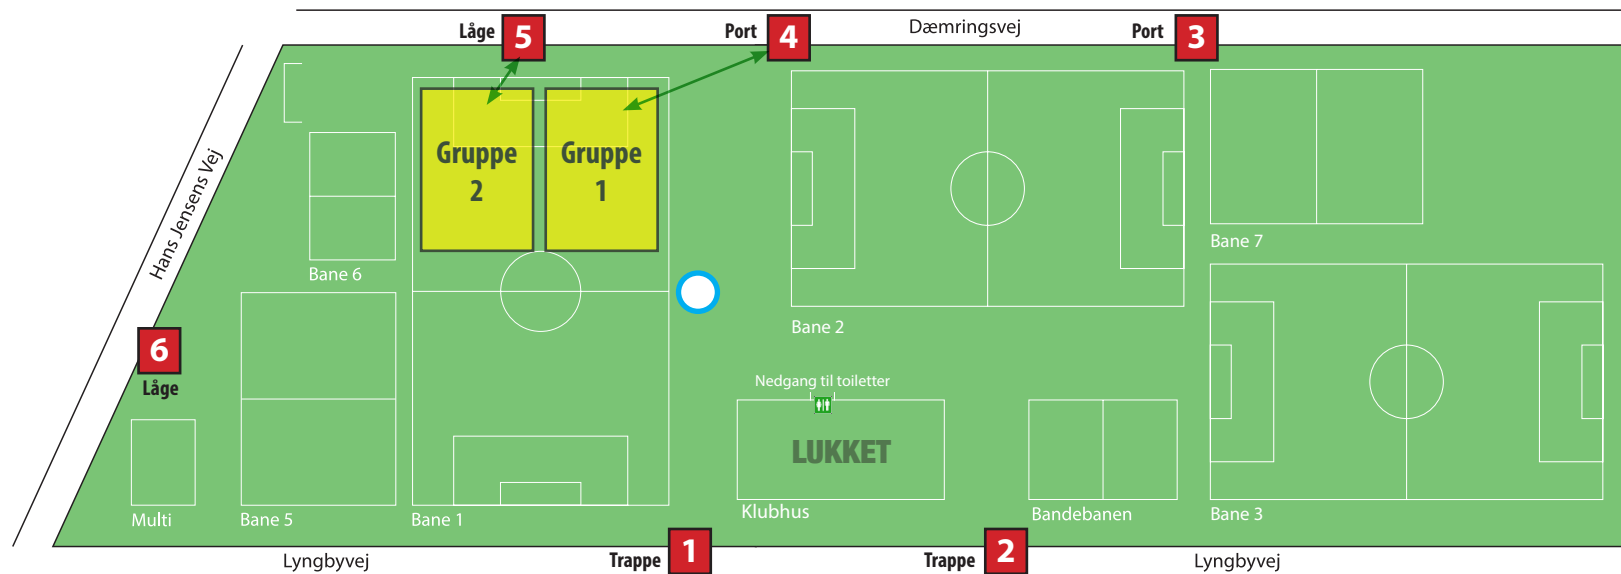 Dæmringsvej
Låge
5
Port
4
Port
3
Hans Jensens Vej
Gruppe
2
Gruppe
1
Bane 6
Bane 7
Bane 2
6
Låge
Nedgang til toiletter
LUKKET
Klubhus
Multi
Bane 5
Bane 1
Bandebanen
Bane 3
Lyngbyvej
Trappe
1
Trappe
2
Lyngbyvej